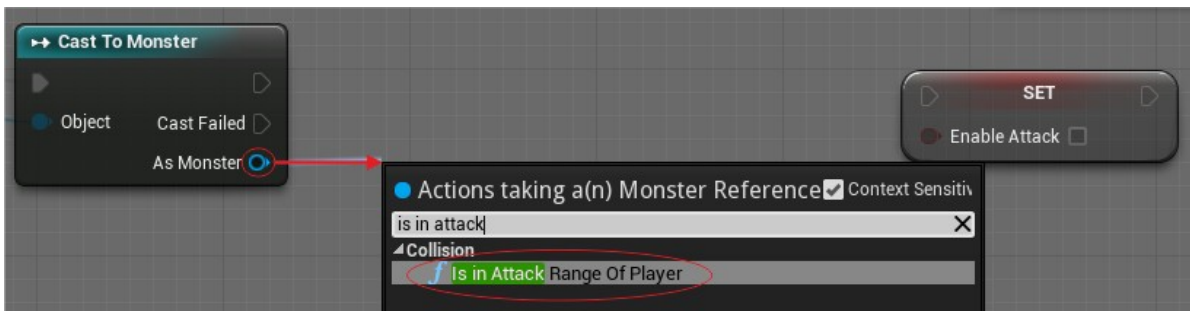 Cast To Monster
Object
Cast Failed
As Monster
SET
Enable Attack
Actions taking a(n) Monster Reference
Context Sensitiv
is in attack
Collision
f Is in Attack Range Of Player